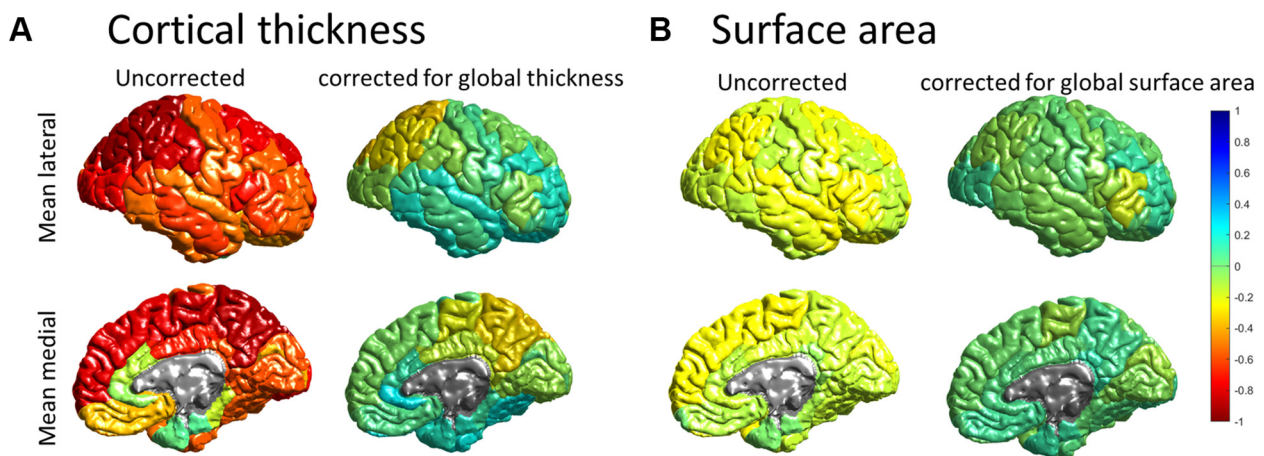 A Cortical thickness
B Surface area
Uncorrected
corrected for global thickness
Uncorrected
corrected for global surface area
Mean lateral
Mean medial
1
0.8
0.6
0.4
0.2
0
-0.2
-0.4
-0.6
-0.8
-1